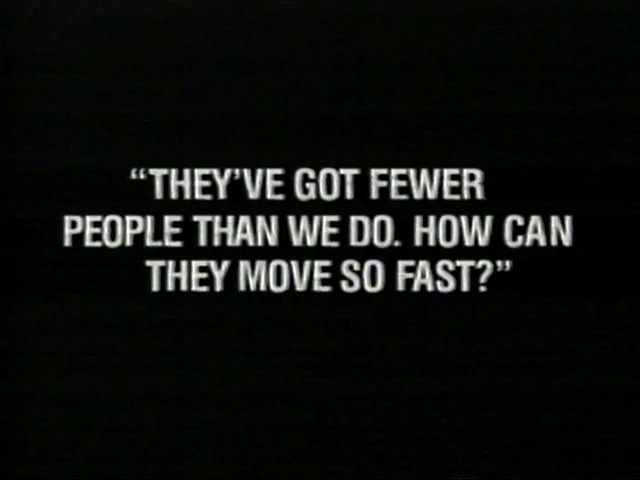 “THEY’VE GOT FEWER
PEOPLE THAN WE DO. HOW CAN
THEY MOVE SO FAST?”